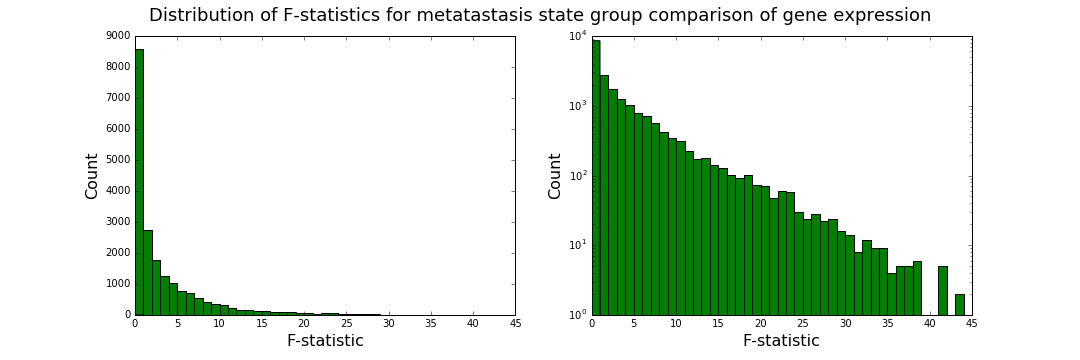 Distribution of F-statistics for metatastasis state group comparison of gene expression
9000
8000
7000
6000
5000
4000
3000
2000
1000
0
Count
0 5 10 15 20 25 30 35 40 45
F-statistic
10^4
10^3
10^2
10^1
10^0
Count
0 5 10 15 20 25 30 35 40 45
F-statistic